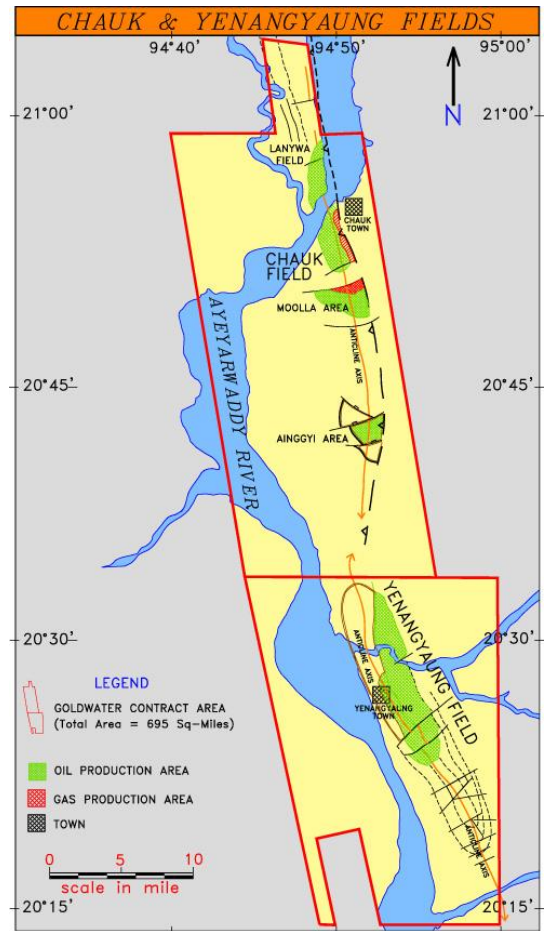 CHAUK & YENANGYAUNG FIELDS
94°40'
94°50'
95°00'
21°00'
21°00'
N
LANYWA
FIELD
CHAUK
TOWN
CHAUK
FIELD
MOOLLA AREA
ANTICLINE AXIS
AYEYARWADDY RIVER
20°45'
20°45'
AINGGYI AREA
YENANGYAUNG FIELD
20°30'
20°30'
ANTICLINE AXIS
YENANGYAUNG
TOWN
ANTICLINE AXIS
LEGEND
GOLDWATER CONTRACT AREA
(Total Area = 695 Sq-Miles)
OIL PRODUCTION AREA
GAS PRODUCTION AREA
TOWN
0 5 10
scale in mile
20°15'
20°15'